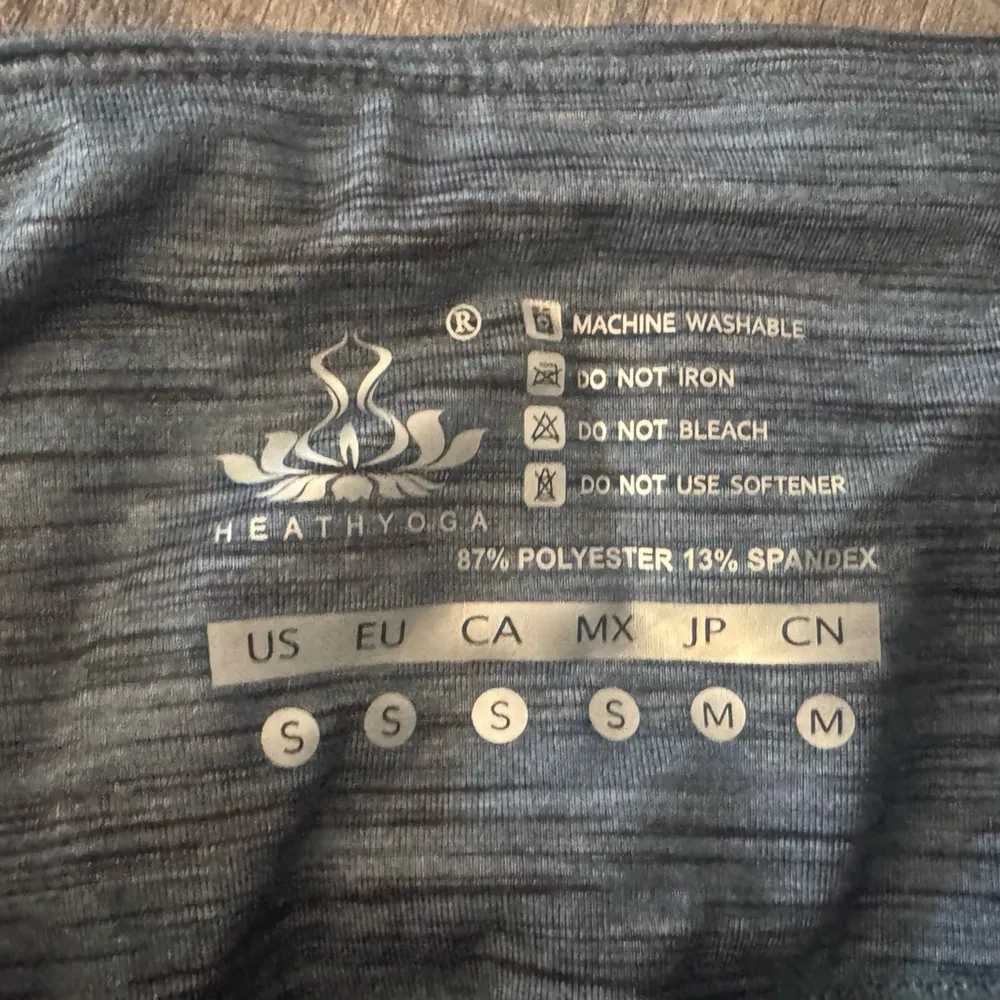 ®
HEATHYOGA
MACHINE WASHABLE
DO NOT IRON
DO NOT BLEACH
DO NOT USE SOFTENER
87% POLYESTER 13% SPANDEX
US EU CA MX JP CN
S S S S M M